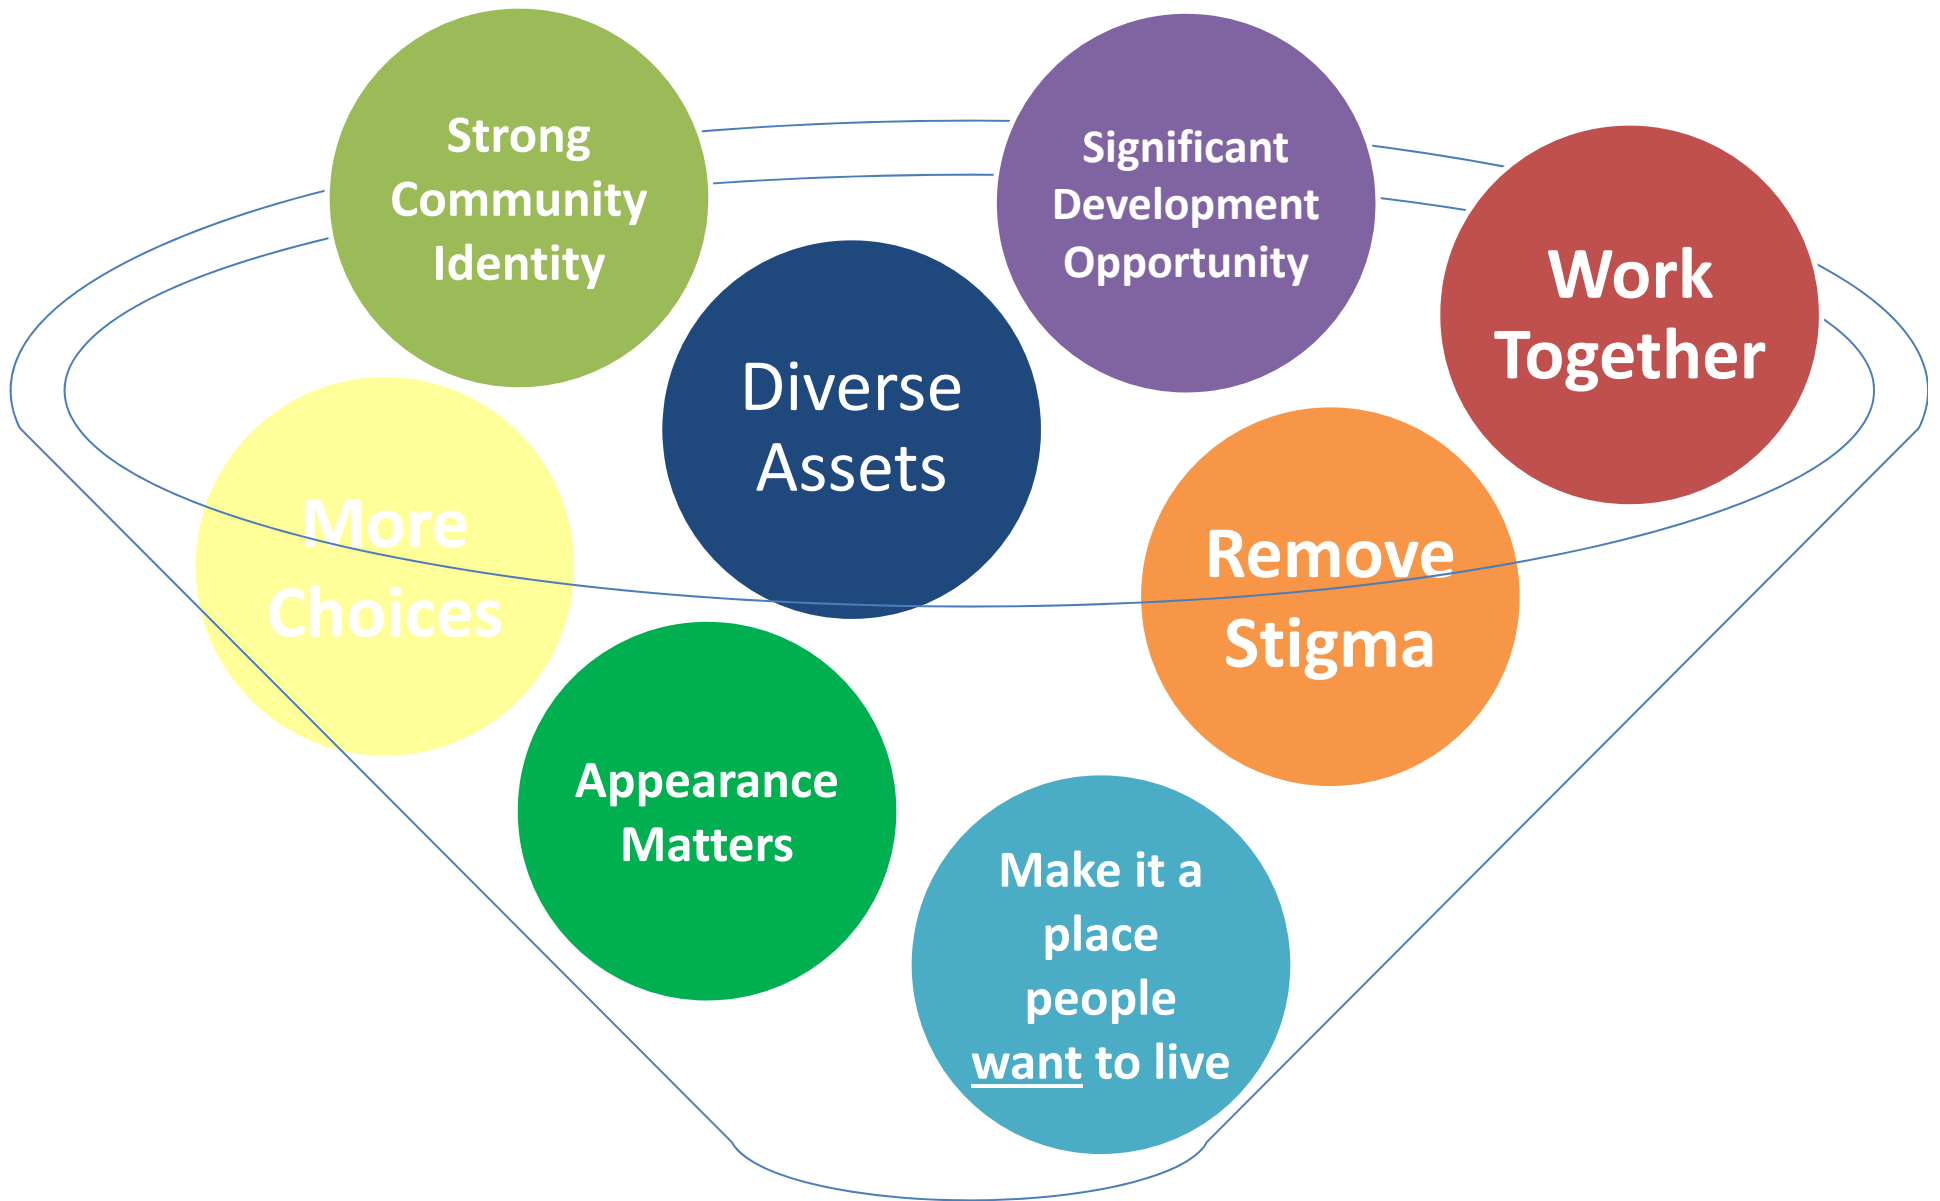 Strong
Community
Identity
Significant
Development
Opportunity
Work
Together
Diverse
Assets
More
Choices
Remove
Stigma
Appearance
Matters
Make it a
place
people
want to live